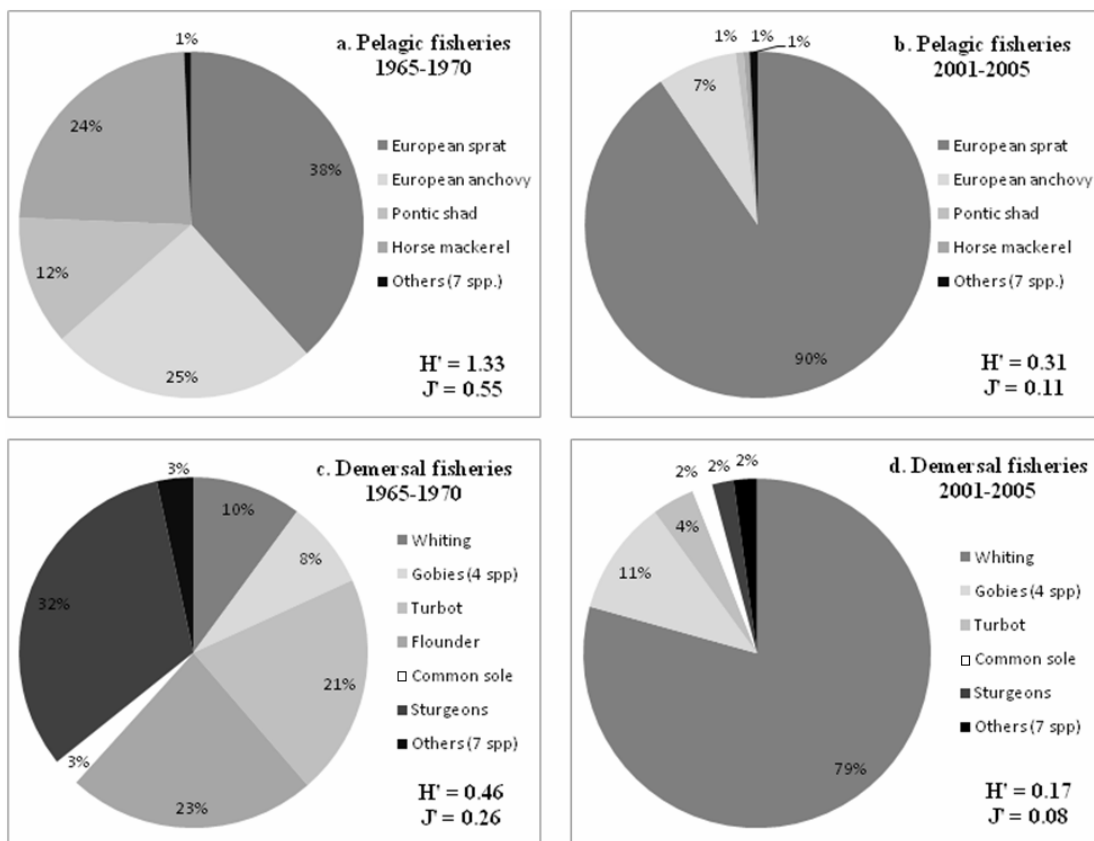 a. Pelagic fisheries
1965-1970
1%
24%
38%
12%
25%
European sprat
European anchovy
Pontic shad
Horse mackerel
Others (7 spp.)
H' = 1.33
J' = 0.55
b. Pelagic fisheries
2001-2005
1%
1%
1%
7%
90%
European sprat
European anchovy
Pontic shad
Horse mackerel
Others (7 spp.)
H' = 0.31
J' = 0.11
c. Demersal fisheries
1965-1970
3%
10%
8%
32%
21%
3%
23%
Whiting
Gobies (4 spp)
Turbot
Flounder
Common sole
Sturgeons
Others (7 spp)
H' = 0.46
J' = 0.26
d. Demersal fisheries
2001-2005
2%
2%
2%
4%
11%
79%
Whiting
Gobies (4 spp)
Turbot
Common sole
Sturgeons
Others (7 spp)
H' = 0.17
J' = 0.08